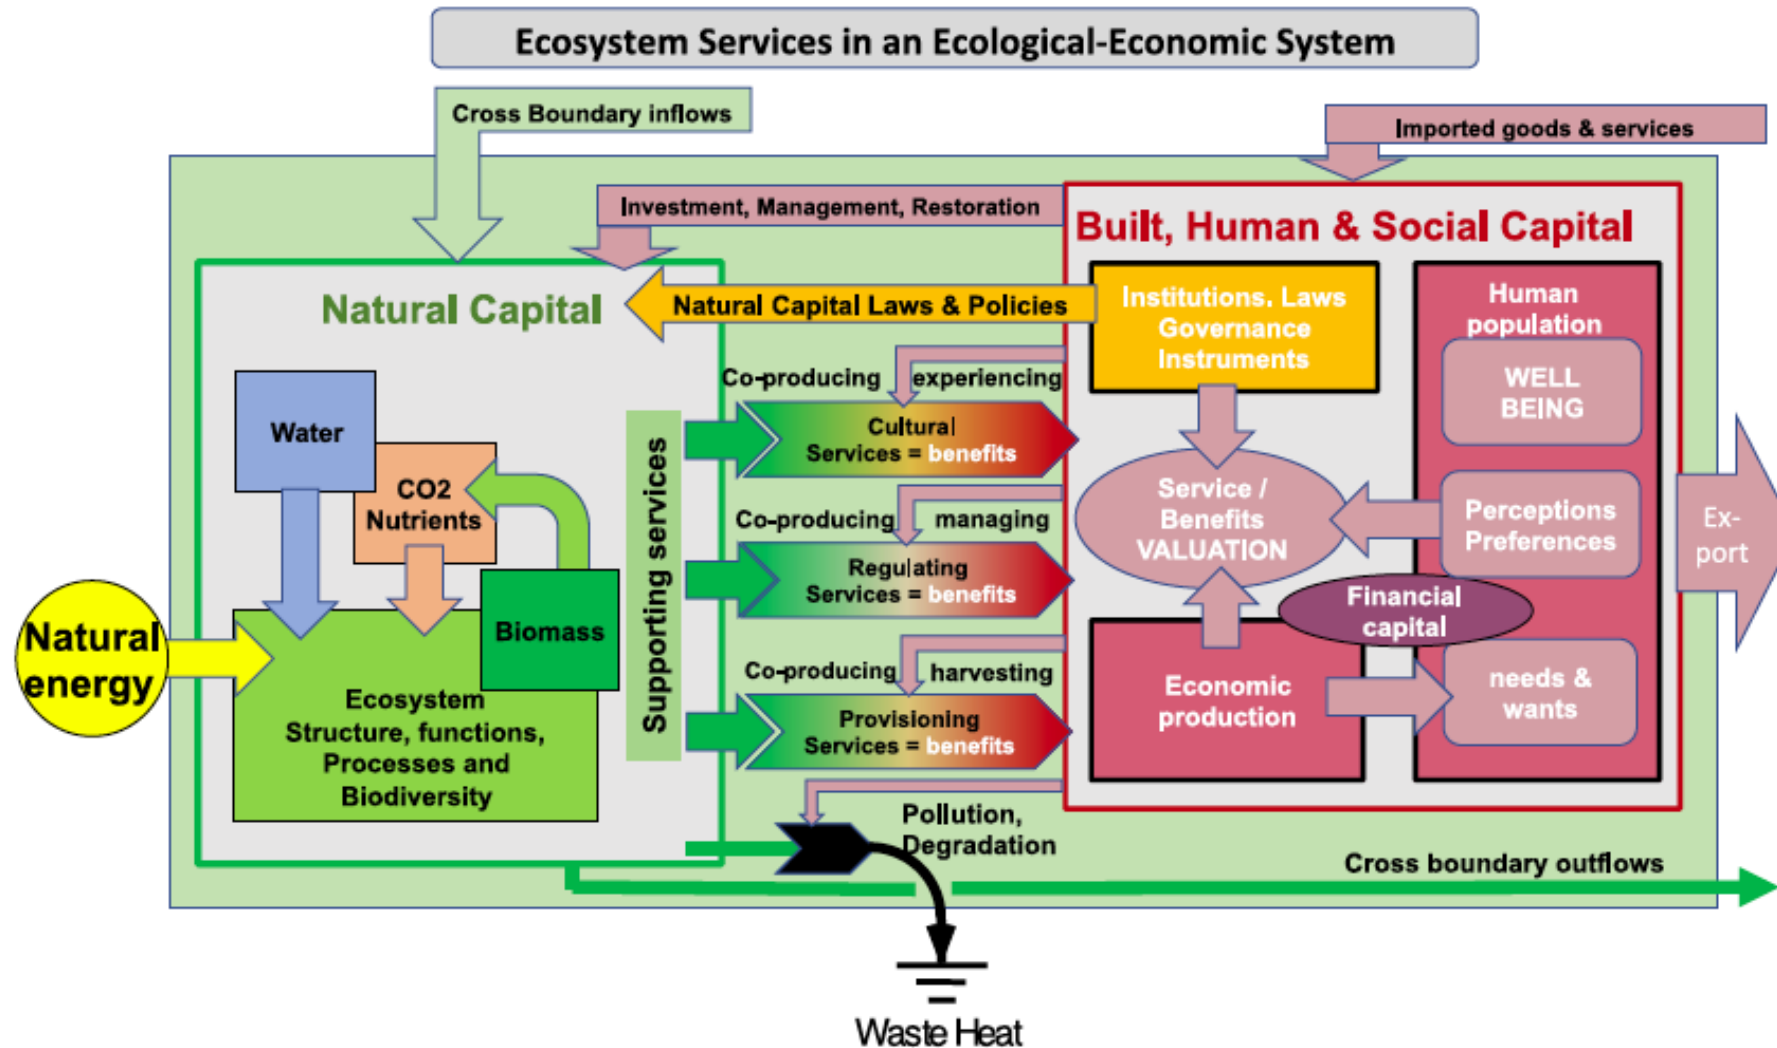 Ecosystem Services in an Ecological-Economic System
Cross Boundary inflows
Imported goods & services
Investment, Management, Restoration
Built, Human & Social Capital
Natural Capital
Natural Capital Laws & Policies
Institutions. Laws
Governance
Instruments
Human
population
WELL
BEING
Co-producing
experiencing
Cultural
Services = benefits
Water
CO2
Nutrients
Supporting services
Service /
Benefits
VALUATION
Perceptions
Preferences
Ex-
port
Co-producing
managing
Regulating
Services = benefits
Natural
energy
Biomass
Financial
capital
Co-producing
harvesting
Provisioning
Services = benefits
Economic
production
needs &
wants
Ecosystem
Structure, functions,
Processes and
Biodiversity
Pollution,
Degradation
Cross boundary outflows
Waste Heat